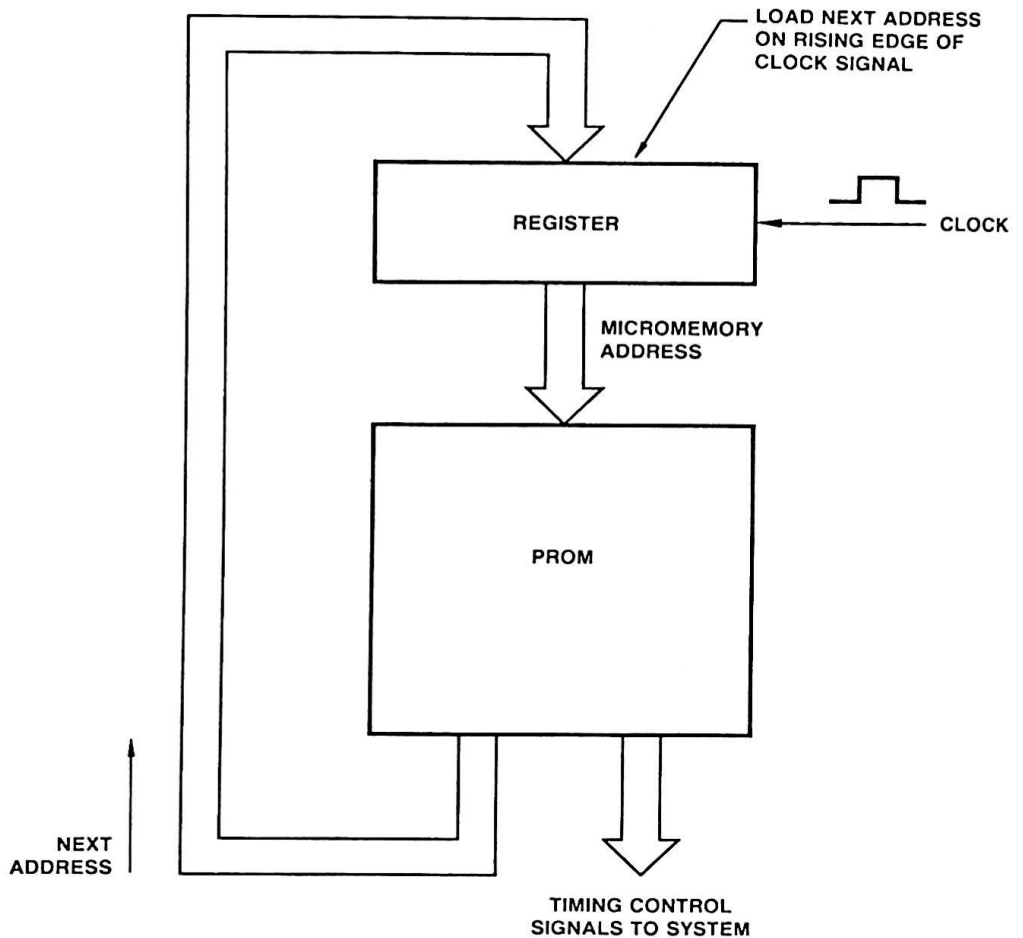 LOAD NEXT ADDRESS
ON RISING EDGE OF
CLOCK SIGNAL
REGISTER
CLOCK
MICROMEMORY
ADDRESS
PROM
NEXT
ADDRESS
TIMING CONTROL
SIGNALS TO SYSTEM